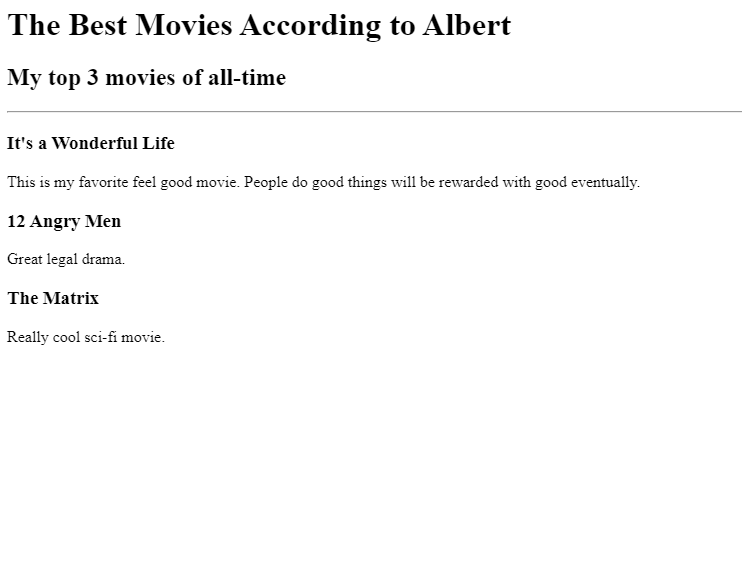 The Best Movies According to Albert
My top 3 movies of all-time
It's a Wonderful Life
This is my favorite feel good movie. People do good things will be rewarded with good eventually.
12 Angry Men
Great legal drama.
The Matrix
Really cool sci-fi movie.